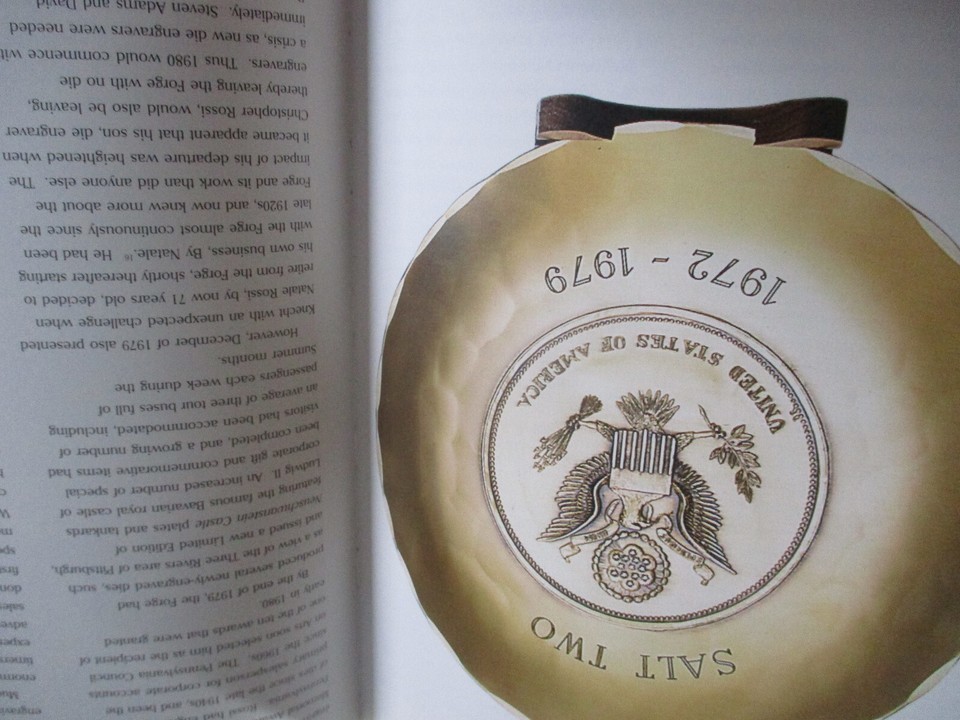 SALT TWO
UNITED STATES OF AMERICA
1972 - 1979
of dies since the late 1940s, and been the
primary salesperson for corporate accounts
since the 1960s. The Pennsylvania Council
on Arts soon selected him as the recipient of
one of the ten awards that were granted
early in 1980.
By the end of 1979, the Forge had
produced several newly-engraved dies, such
as a view of the Three Rivers area of Pittsburgh,
and issued a new Limited Edition of
Neuschwanstein Castle plates and tankards
featuring the famous Bavarian royal castle of
Ludwig II. An increased number of special
corporate gift and commemorative items had
been completed, and a growing number of
visitors had been accommodated, including
an average of three tour buses full of
passengers each week during the
Summer months.
However, December of 1979 also presented
Knecht with an unexpected challenge when
Natale Rossi, by now 71 years old, decided to
retire from the Forge, shortly thereafter starting
his own business, By Natale.16 He had been
with the Forge almost continuously since the
late 1920s, and now knew more about the
Forge and its work than did anyone else. The
impact of his departure was heightened when
it became apparent that his son, die engraver
Christopher Rossi, would also be leaving,
thereby leaving the Forge with no die
engravers. Thus 1980 would commence wit
a crisis, as new die engravers were needed
immediately. Steven Adams and David